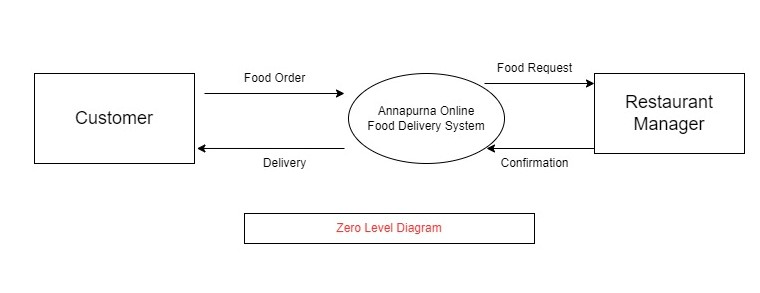 Food Order
Food Request
Customer
Annapurna Online
Food Delivery System
Restaurant
Manager
Delivery
Confirmation
Zero Level Diagram